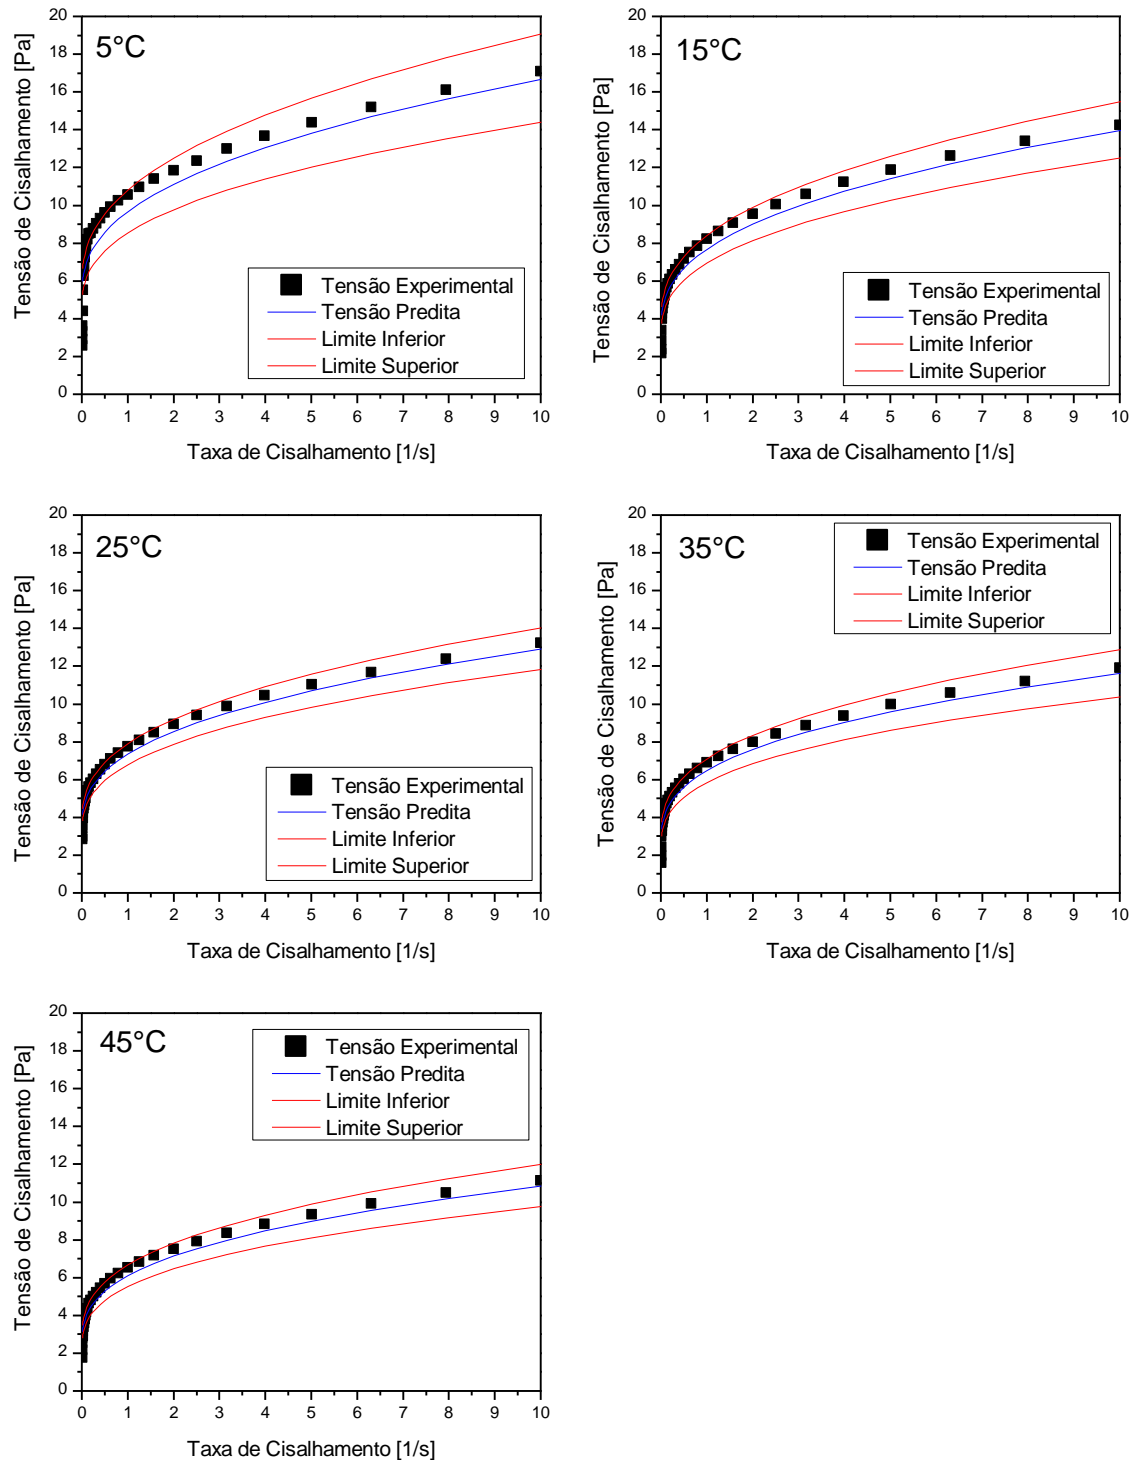 5°C
Tensão de Cisalhamento [Pa]
20
18
16
14
12
10
8
6
4
2
0
Tensão Experimental
Tensão Predita
Limite Inferior
Limite Superior
0 1 2 3 4 5 6 7 8 9 10
Taxa de Cisalhamento [1/s]
15°C
Tensão de Cisalhamento [Pa]
20
18
16
14
12
10
8
6
4
2
0
Tensão Experimental
Tensão Predita
Limite Inferior
Limite Superior
0 1 2 3 4 5 6 7 8 9 10
Taxa de Cisalhamento [1/s]
25°C
Tensão de Cisalhamento [Pa]
20
18
16
14
12
10
8
6
4
2
0
Tensão Experimental
Tensão Predita
Limite Inferior
Limite Superior
0 1 2 3 4 5 6 7 8 9 10
Taxa de Cisalhamento [1/s]
35°C
Tensão de Cisalhamento [Pa]
20
18
16
14
12
10
8
6
4
2
0
Tensão Experimental
Tensão Predita
Limite Inferior
Limite Superior
0 1 2 3 4 5 6 7 8 9 10
Taxa de Cisalhamento [1/s]
45°C
Tensão de Cisalhamento [Pa]
20
18
16
14
12
10
8
6
4
2
0
Tensão Experimental
Tensão Predita
Limite Inferior
Limite Superior
0 1 2 3 4 5 6 7 8 9 10
Taxa de Cisalhamento [1/s]